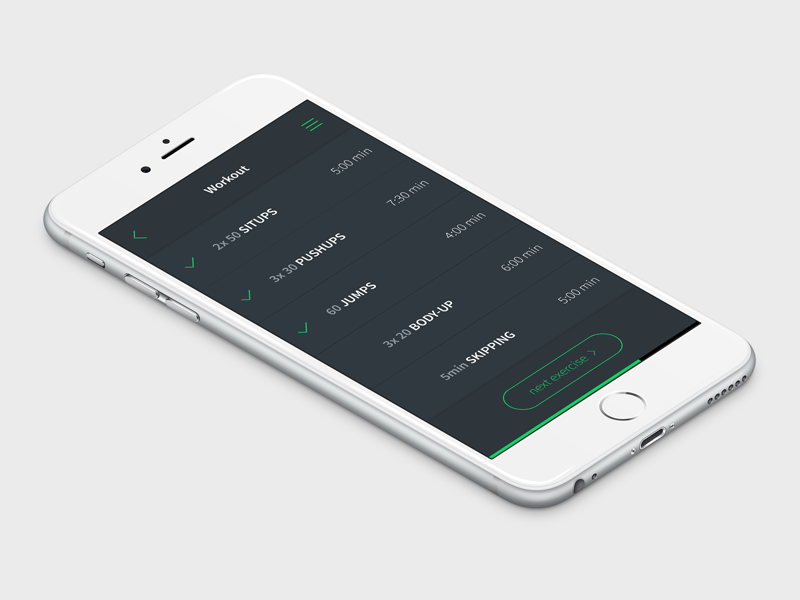 Workout
2x 50 SITUPS 5:00 min
3x 30 PUSHUPS 7:30 min
60 JUMPS 4:00 min
3x 20 BODY-UP 6:00 min
5min SKIPPING 5:00 min
next exercise